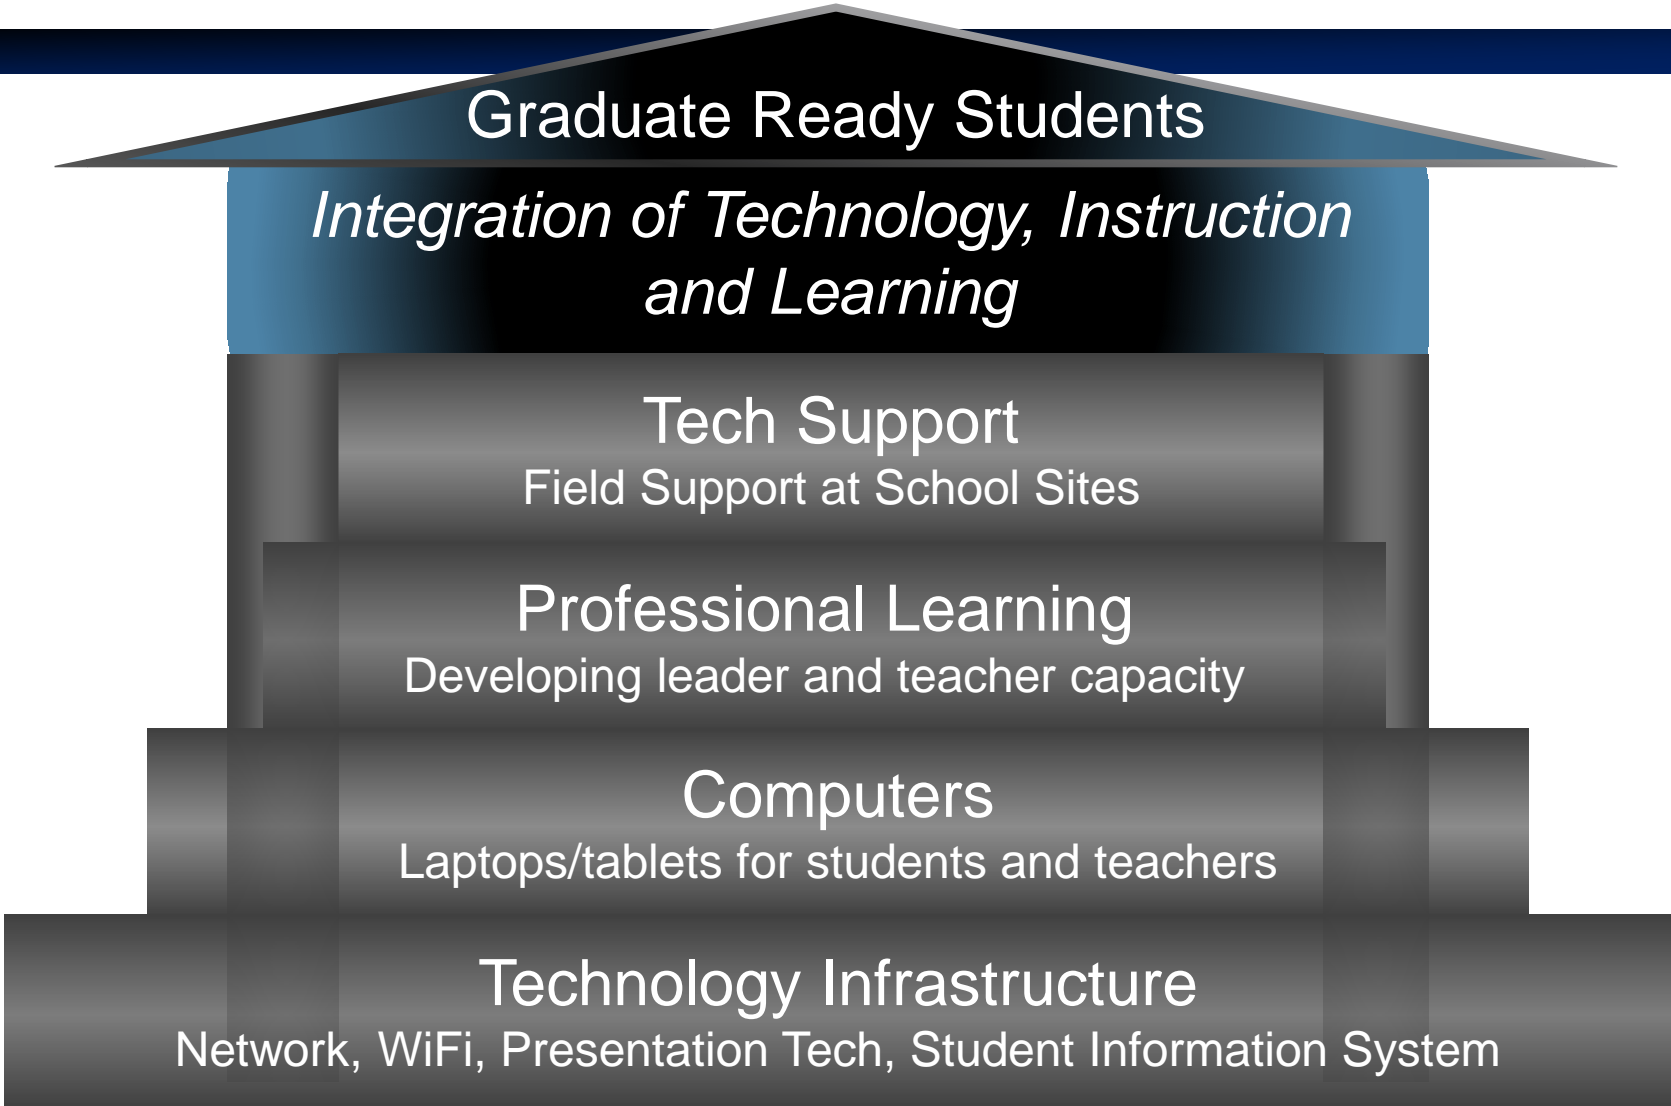 Graduate Ready Students
Integration of Technology, Instruction
and Learning
Tech Support
Field Support at School Sites
Professional Learning
Developing leader and teacher capacity
Computers
Laptops/tablets for students and teachers
Technology Infrastructure
Network, WiFi, Presentation Tech, Student Information System